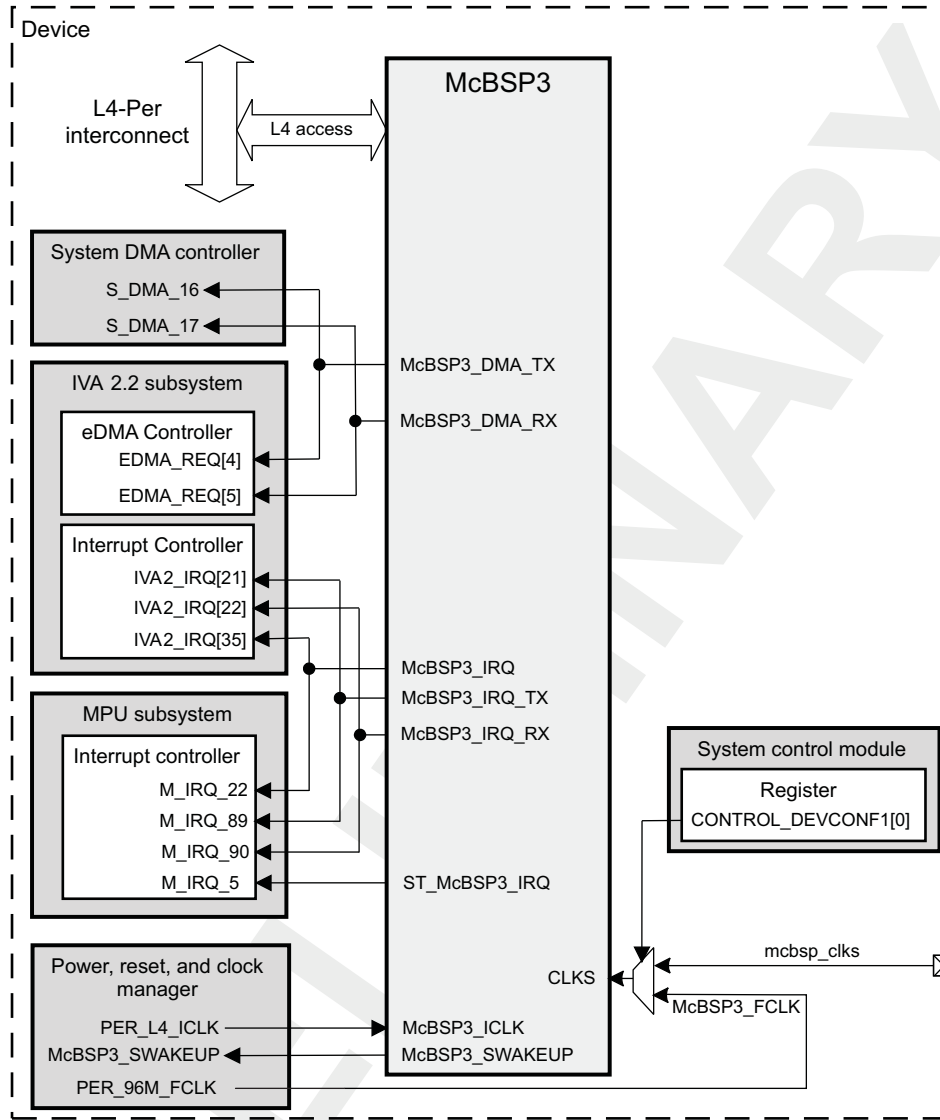 Device
McBSP3
L4-Per
interconnect
L4 access
System DMA controller
S_DMA_16
S_DMA_17
McBSP3_DMA_TX
IVA 2.2 subsystem
McBSP3_DMA_RX
eDMA Controller
EDMA_REQ[4]
EDMA_REQ[5]
Interrupt Controller
IVA2_IRQ[21]
IVA2_IRQ[22]
IVA2_IRQ[35]
McBSP3_IRQ
McBSP3_IRQ_TX
McBSP3_IRQ_RX
MPU subsystem
Interrupt controller
M_IRQ_22
M_IRQ_89
M_IRQ_90
M_IRQ_5
ST_McBSP3_IRQ
System control module
Register
CONTROL_DEVCONF1[0]
mcbsp_clks
CLKS
McBSP3_FCLK
Power, reset, and clock
manager
PER_L4_ICLK
McBSP3_ICLK
McBSP3_SWAKEUP
McBSP3_SWAKEUP
PER_96M_FCLK